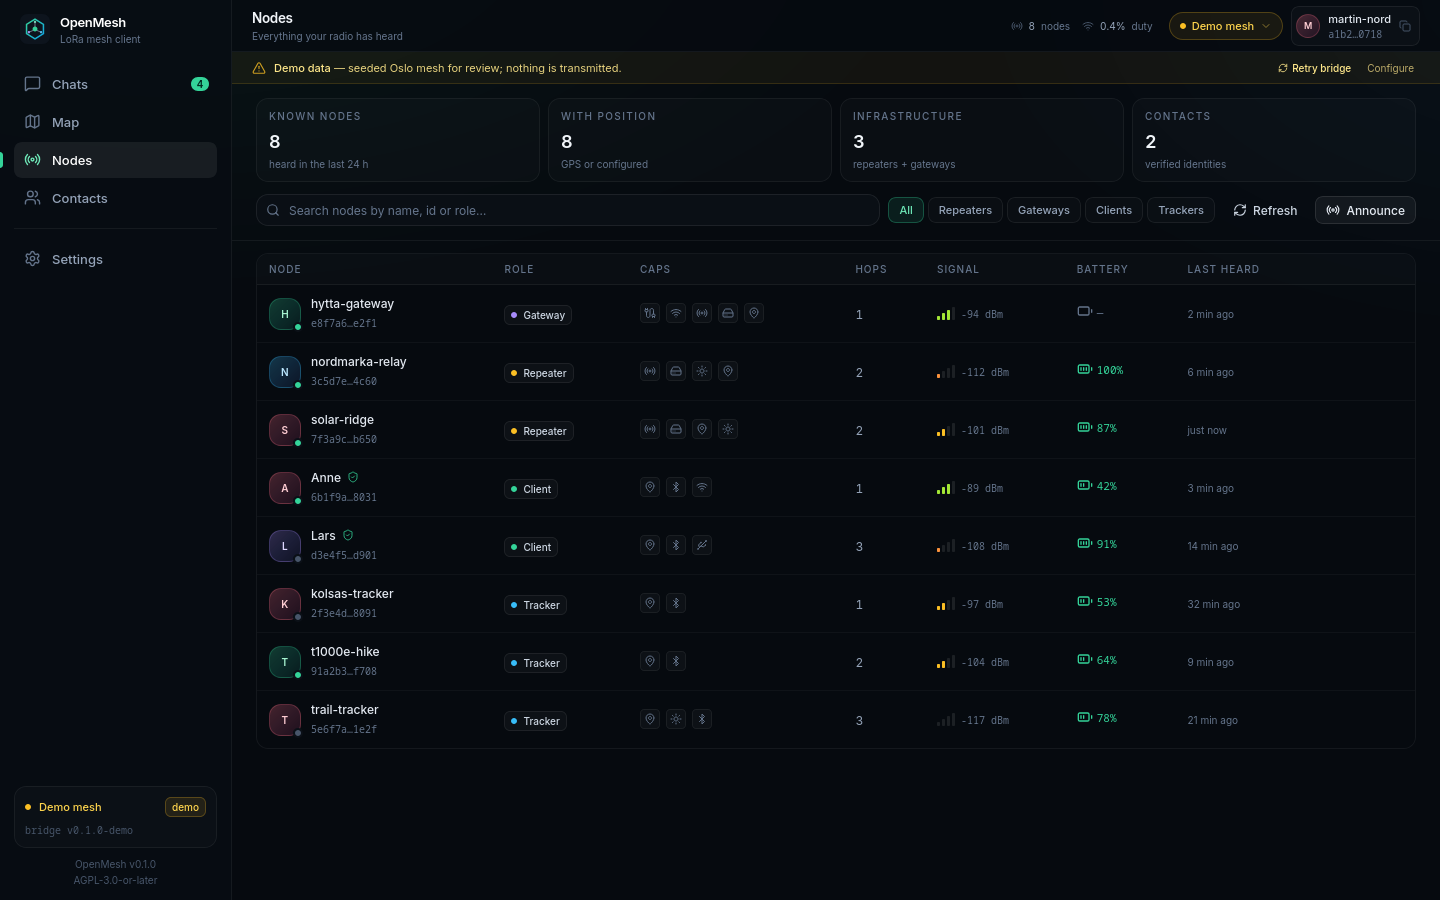 OpenMesh
LoRa mesh client
Chats
4
Map
Nodes
Contacts
Settings
Demo mesh
demo
bridge v0.1.0-demo
OpenMesh v0.1.0
AGPL-3.0-or-later
Nodes
Everything your radio has heard
8 nodes
0.4% duty
Demo mesh
M
martin-nord
a1b2…0718
Demo data — seeded Oslo mesh for review; nothing is transmitted.
Retry bridge
Configure
KNOWN NODES
8
heard in the last 24 h
WITH POSITION
8
GPS or configured
INFRASTRUCTURE
3
repeaters + gateways
CONTACTS
2
verified identities
Search nodes by name, id or role...
All
Repeaters
Gateways
Clients
Trackers
Refresh
Announce
NODE ROLE CAPS HOPS SIGNAL BATTERY LAST HEARD
H hytta-gateway
e8f7a6…e2f1
Gateway 1 -94 dBm — 2 min ago
N nordmarka-relay
3c5d7e…4c60
Repeater 2 -112 dBm 100% 6 min ago
S solar-ridge
7f3a9c…b650
Repeater 2 -101 dBm 87% just now
A Anne
6b1f9a…8031
Client 1 -89 dBm 42% 3 min ago
L Lars
d3e4f5…d901
Client 3 -108 dBm 91% 14 min ago
K kolsas-tracker
2f3e4d…8091
Tracker 1 -97 dBm 53% 32 min ago
T t1000e-hike
91a2b3…f708
Tracker 2 -104 dBm 64% 9 min ago
T trail-tracker
5e6f7a…1e2f
Tracker 3 -117 dBm 78% 21 min ago